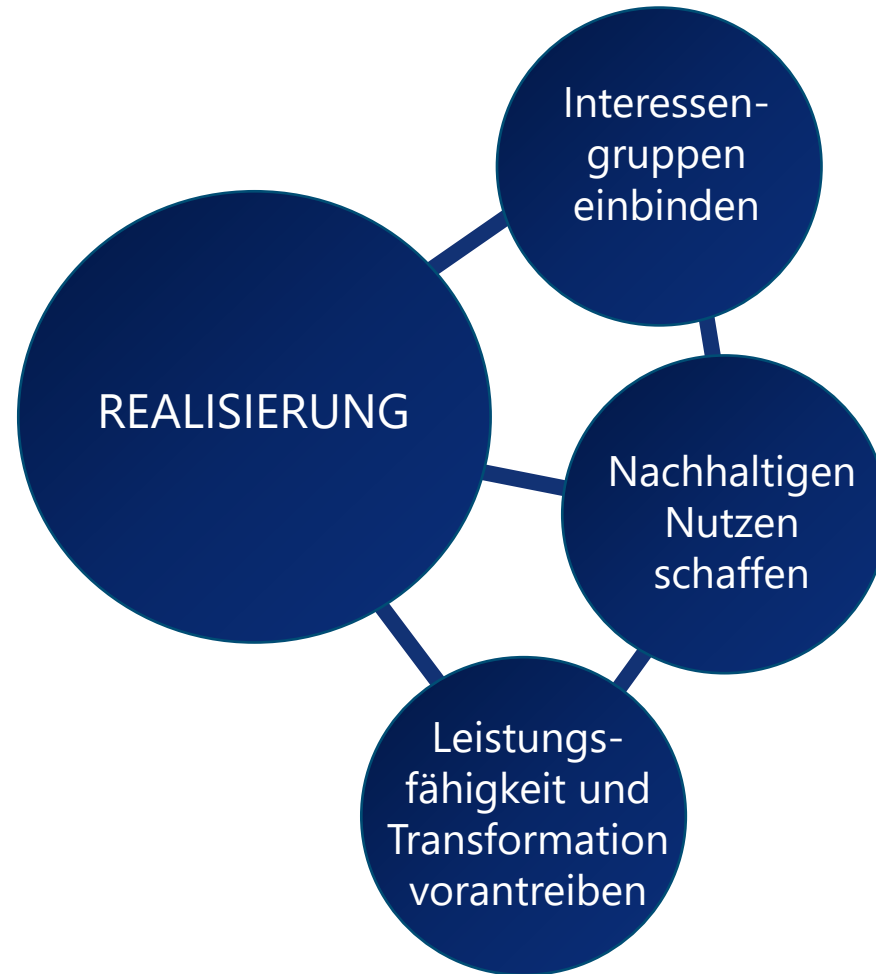 Interessen-
gruppen
einbinden
REALISIERUNG
Nachhaltigen
Nutzen
schaffen
Leistungs-
fähigkeit und
Transformation
vorantreiben